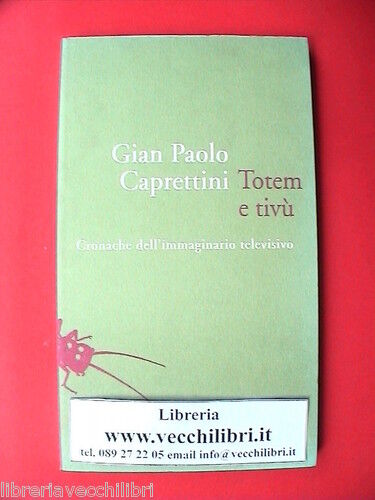 Gian Paolo
Caprettini Totem
e tivù
Cronache dell'immaginario televisivo
Libreria
www.vecchilibri.it
tel. 089 27 22 05 email info@vecchilibri.it
libreriavecchilibri